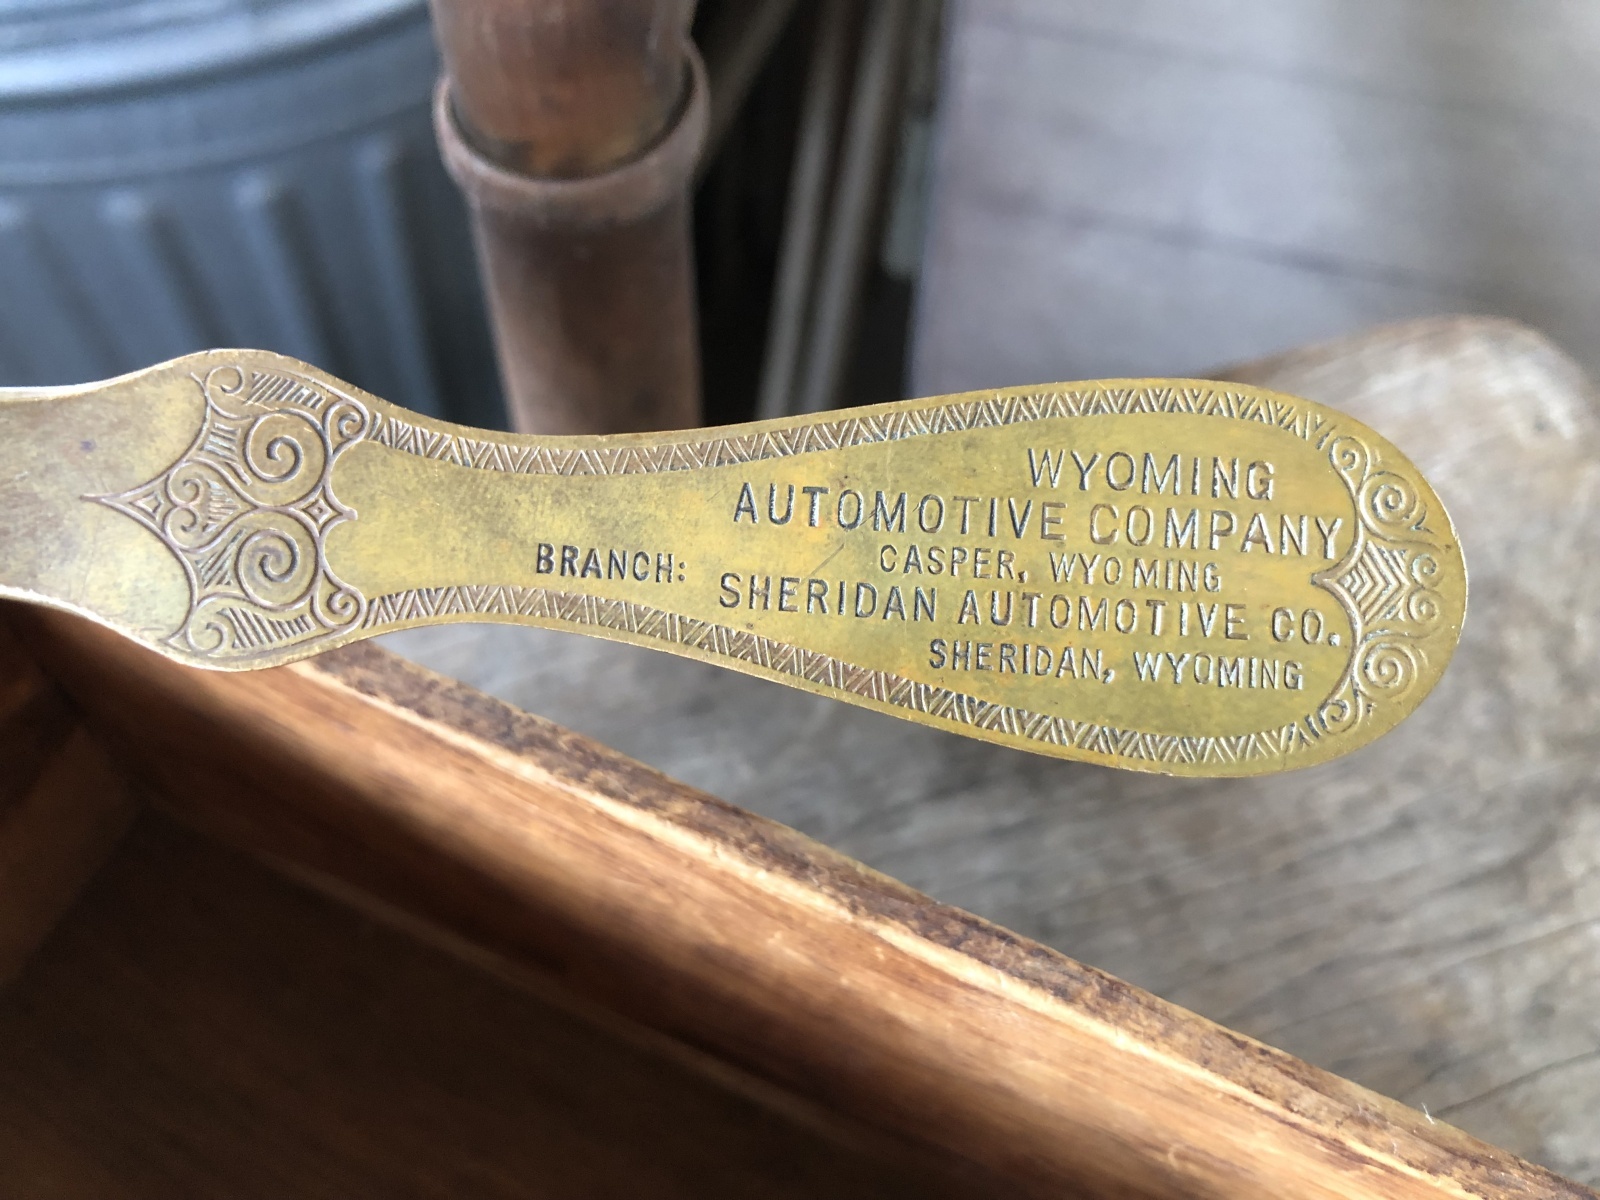 WYOMING
AUTOMOTIVE COMPANY
CASPER, WYOMING
BRANCH: SHERIDAN AUTOMOTIVE CO.
SHERIDAN, WYOMING